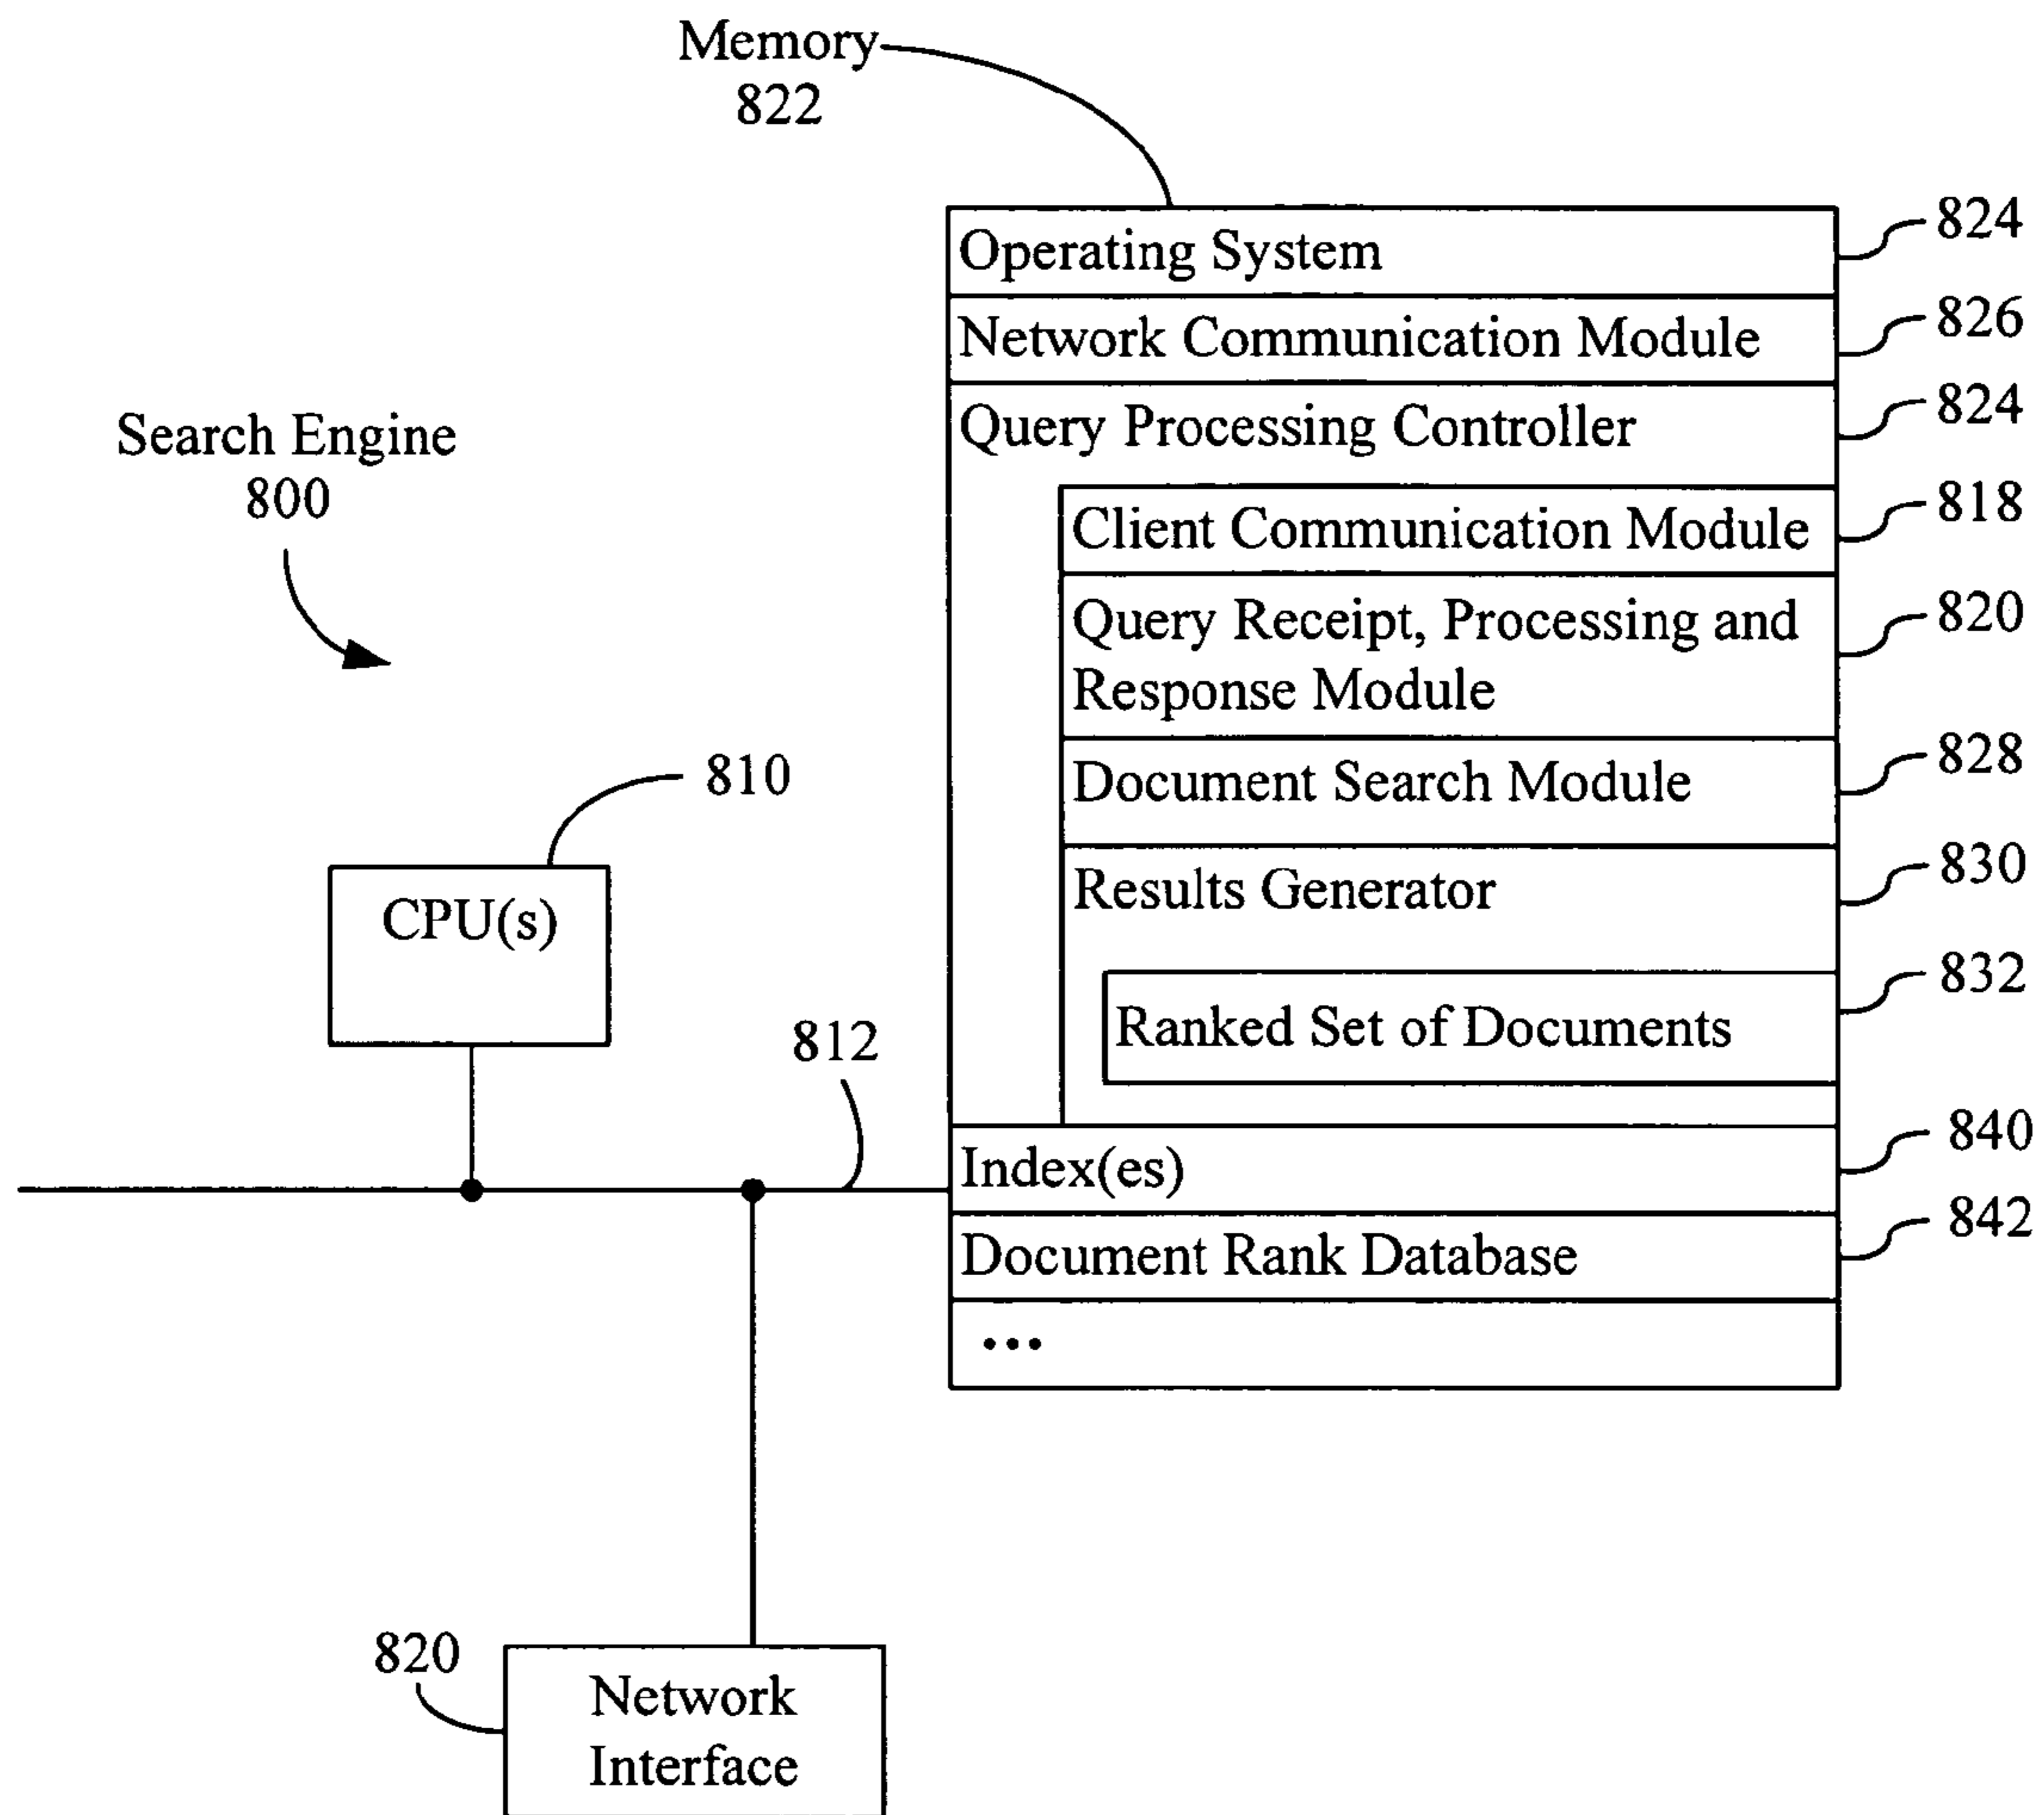 Memory
822
Operating System
824
Network Communication Module
826
Query Processing Controller
824
Search Engine
800
Client Communication Module
818
Query Receipt, Processing and
Response Module
820
Document Search Module
828
810
CPU(s)
Results Generator
830
Ranked Set of Documents
832
812
Index(es)
840
Document Rank Database
842
...
820
Network
Interface